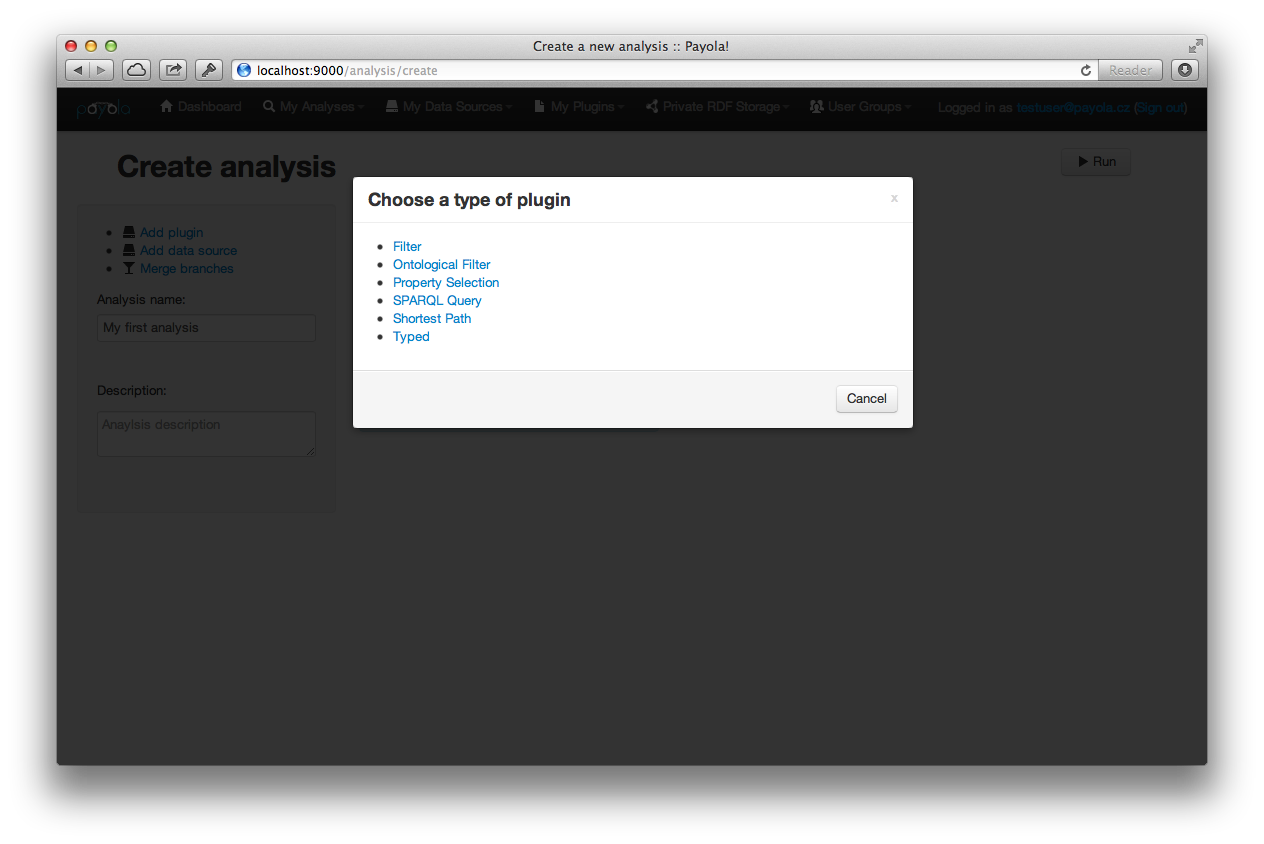 Create a new analysis :: Payola!
localhost:9000/analysis/create
Reader
payola
Dashboard
My Analyses
My Data Sources
My Plugins
Private RDF Storage
User Groups
Logged in as testuser@payola.cz (Sign out)
Create analysis
Run
Add plugin
Add data source
Merge branches
Analysis name:
My first analysis
Description:
Anaylsis description
Choose a type of plugin
x
Filter
Ontological Filter
Property Selection
SPARQL Query
Shortest Path
Typed
Cancel